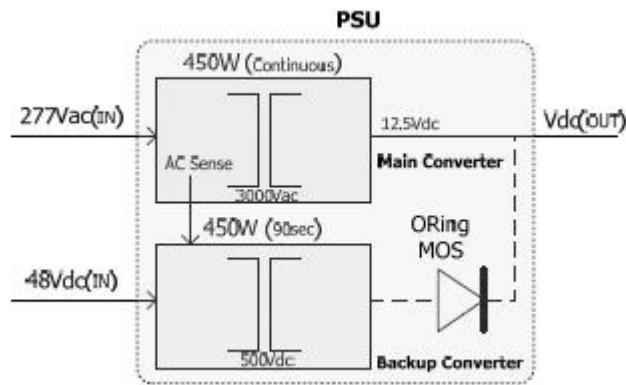 PSU
450W (Continuous)
277Vac(IN)
12.5Vdc
Vdc(OUT)
AC Sense
Main Converter
3000Vac
450W (90sec)
ORing
MOS
48Vdc(IN)
500Vdc
Backup Converter